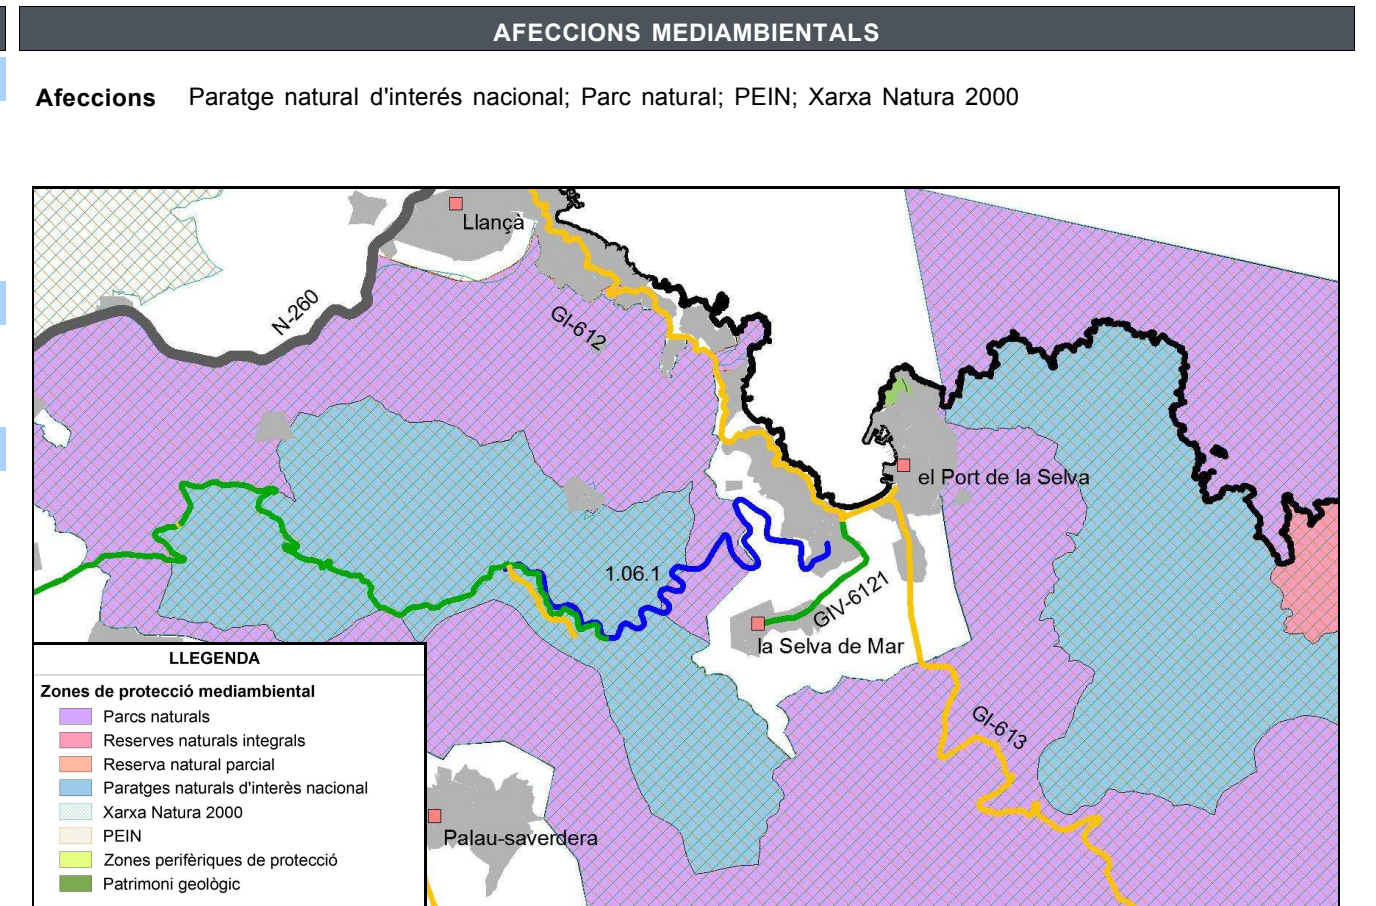 AFECCIONS MEDIAMBIENTALS
Afeccions Paratge natural d'interés nacional; Parc natural; PEIN; Xarxa Natura 2000
Llançà
N-260
GI-612
el Port de la Selva
1.06.1
GIV-6121
la Selva de Mar
GI-613
Palau-saverdera
LLEGENDA
Zones de protecció mediambiental
Parcs naturals
Reserves naturals integrals
Reserva natural parcial
Paratges naturals d'interès nacional
Xarxa Natura 2000
PEIN
Zones perifèriques de protecció
Patrimoni geològic